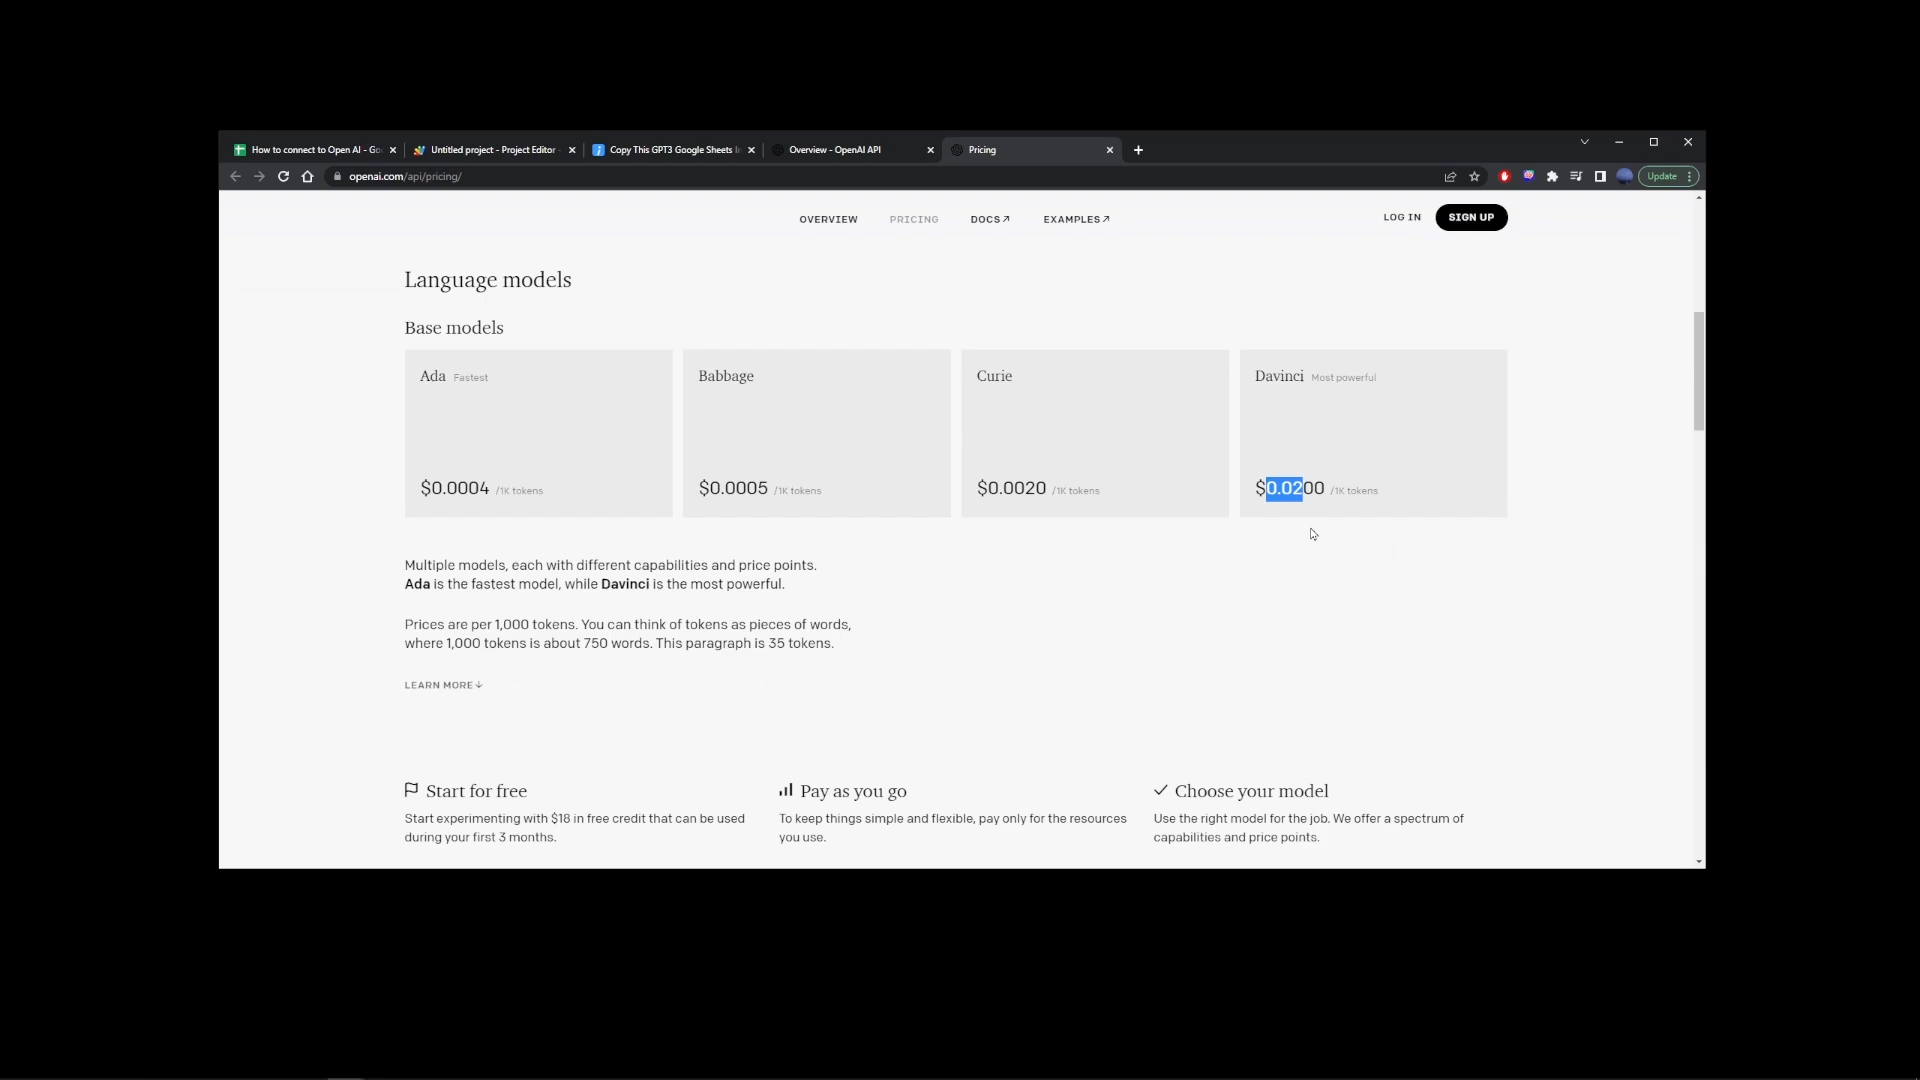 How to connect to Open AI - Go
Untitled project - Project Editor -
Copy This GPT3 Google Sheets I
Overview - OpenAI API
Pricing
openai.com/api/pricing/
Update
OVERVIEW
PRICING
DOCS↗
EXAMPLES↗
LOG IN
SIGN UP
Language models
Base models
Ada Fastest
Babbage
Curie
Davinci Most powerful
$0.0004 /1K tokens
$0.0005 /1K tokens
$0.0020 /1K tokens
$0.0200 /1K tokens
Multiple models, each with different capabilities and price points.
Ada is the fastest model, while Davinci is the most powerful.
Prices are per 1,000 tokens. You can think of tokens as pieces of words,
where 1,000 tokens is about 750 words. This paragraph is 35 tokens.
LEARN MORE↓
Start for free
Start experimenting with $18 in free credit that can be used
during your first 3 months.
Pay as you go
To keep things simple and flexible, pay only for the resources
you use.
Choose your model
Use the right model for the job. We offer a spectrum of
capabilities and price points.